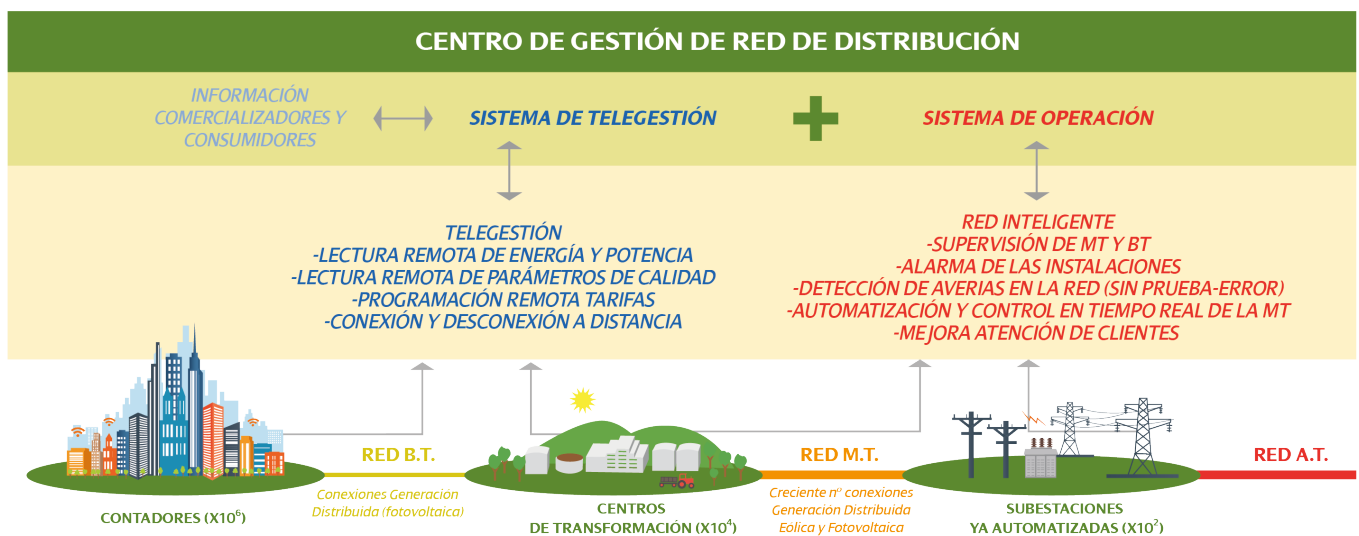 CENTRO DE GESTIÓN DE RED DE DISTRIBUCIÓN
INFORMACIÓN
COMERCIALIZADORES Y
CONSUMIDORES
SISTEMA DE TELEGESTIÓN
SISTEMA DE OPERACIÓN
TELEGESTIÓN
-LECTURA REMOTA DE ENERGÍA Y POTENCIA
-LECTURA REMOTA DE PARÁMETROS DE CALIDAD
-PROGRAMACIÓN REMOTA TARIFAS
-CONEXIÓN Y DESCONEXIÓN A DISTANCIA
RED INTELIGENTE
-SUPERVISIÓN DE MT Y BT
-ALARMA DE LAS INSTALACIONES
-DETECCIÓN DE AVERIAS EN LA RED (SIN PRUEBA-ERROR)
-AUTOMATIZACIÓN Y CONTROL EN TIEMPO REAL DE LA MT
-MEJORA ATENCIÓN DE CLIENTES
CONTADORES (X10⁶)
RED B.T.
Conexiones Generación
Distribuida (fotovoltaica)
CENTROS
DE TRANSFORMACIÓN (X10⁴)
RED M.T.
Creciente nº conexiones
Generación Distribuida
Eólica y Fotovoltaica
SUBESTACIONES
YA AUTOMATIZADAS (X10²)
RED A.T.